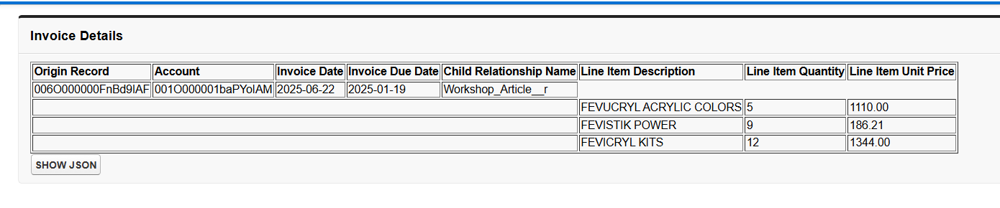 Invoice Details
Origin Record Account Invoice Date Invoice Due Date Child Relationship Name Line Item Description Line Item Quantity Line Item Unit Price
006O000000FnBd9IAF 001O000001baPYoIAM 2025-06-22 2025-01-19 Workshop_Article__r
FEVUCRYL ACRYLIC COLORS 5 1110.00
FEVISTIK POWER 9 186.21
FEVICRYL KITS 12 1344.00
SHOW JSON